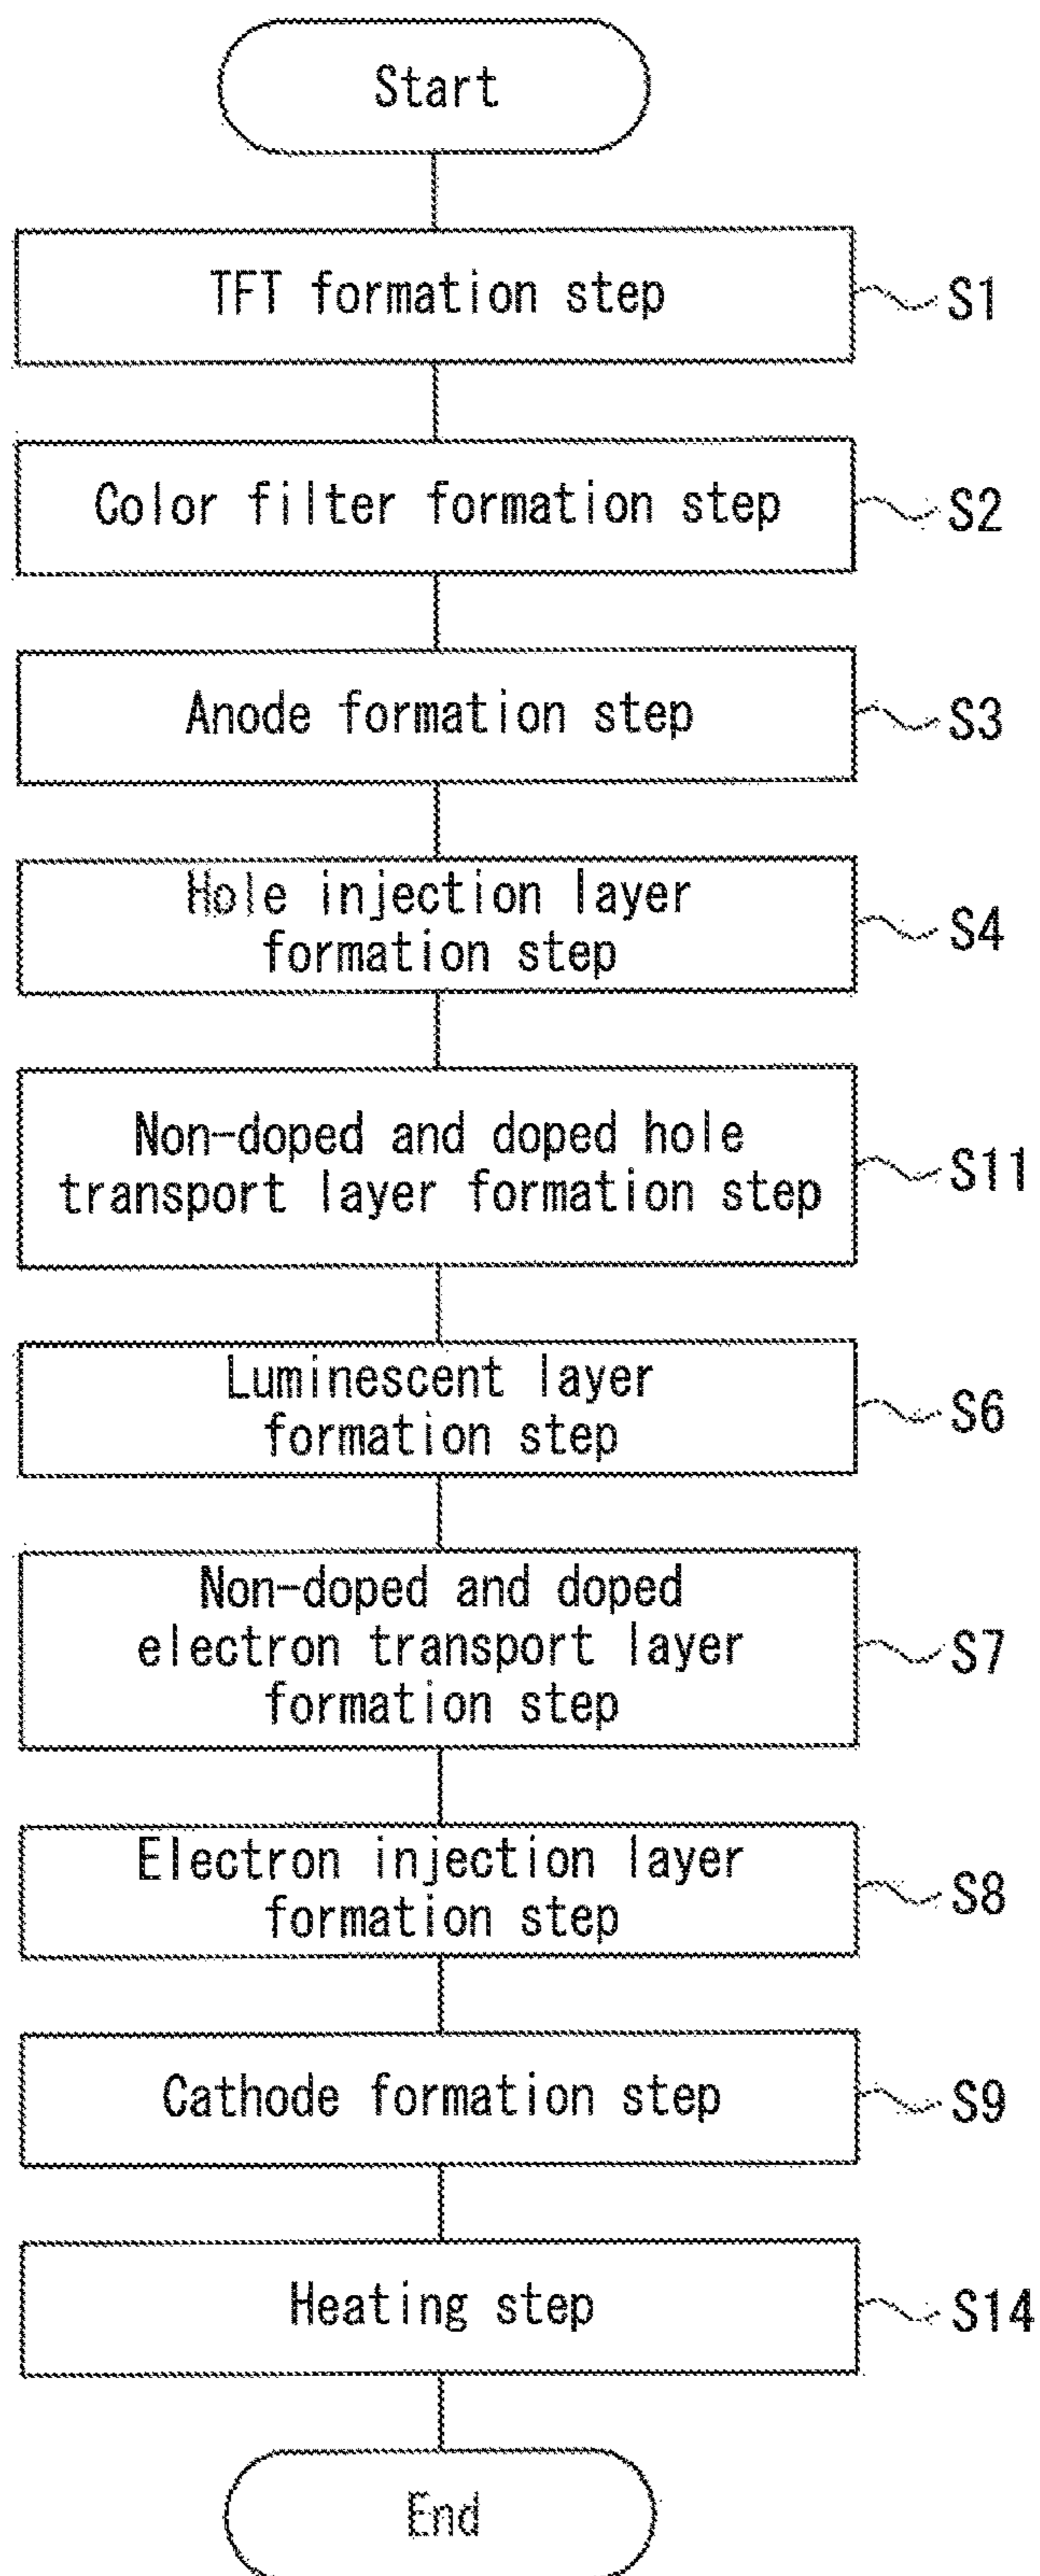 Start
TFT formation step
S1
Color filter formation step
S2
Anode formation step
S3
Hole injection layer
formation step
S4
Non-doped and doped hole
transport layer formation step
S11
Luminescent layer
formation step
S6
Non-doped and doped
electron transport layer
formation step
S7
Electron injection layer
formation step
S8
Cathode formation step
S9
Heating step
S14
End